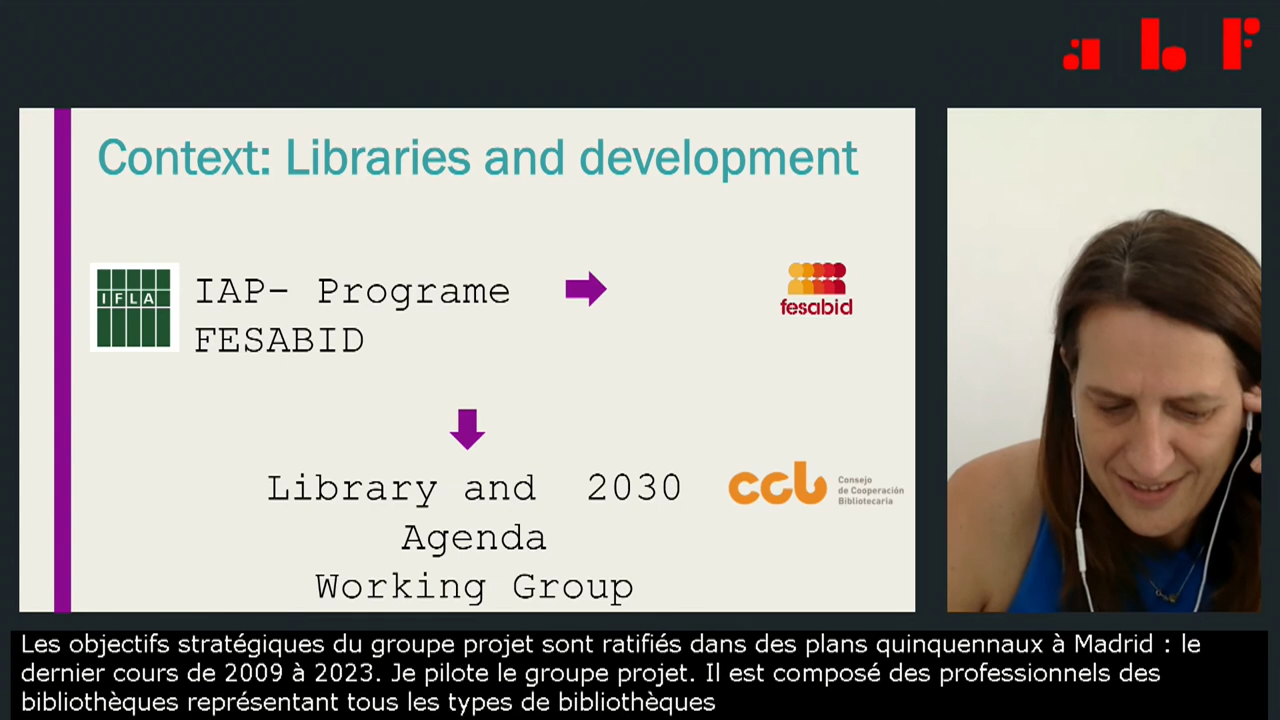 abf
Context: Libraries and development
IFLA
IAP- Programe
FESABID
fesabid
Library and 2030
Agenda
Working Group
ccb
Consejo
de Cooperación
Bibliotecaria
Les objectifs stratégiques du groupe projet sont ratifiés dans des plans quinquennaux à Madrid : le
dernier cours de 2009 à 2023. Je pilote le groupe projet. Il est composé des professionnels des
bibliothèques représentant tous les types de bibliothèques